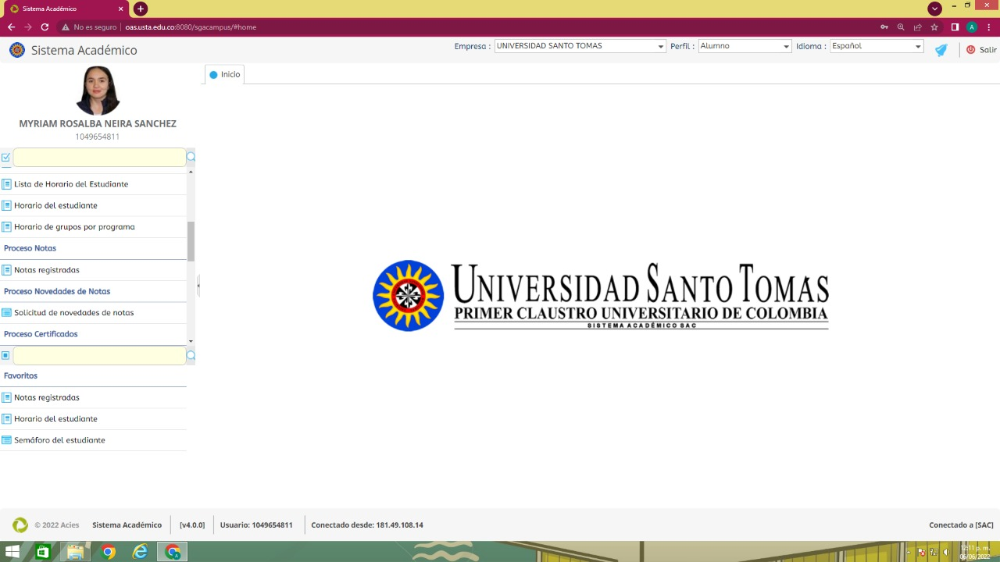 Sistema Académico
No es seguro | oas.usta.edu.co:8080/sgacampus/#home
A
Sistema Académico
Empresa : UNIVERSIDAD SANTO TOMAS Perfil : Alumno Idioma : Español Salir
Inicio
MYRIAM ROSALBA NEIRA SANCHEZ
1049654811
Lista de Horario del Estudiante
Horario del estudiante
Horario de grupos por programa
Proceso Notas
Notas registradas
Proceso Novedades de Notas
Solicitud de novedades de notas
Proceso Certificados
Favoritos
Notas registradas
Horario del estudiante
Semáforo del estudiante
UNIVERSIDAD SANTO TOMÁS
PRIMER CLAUSTRO UNIVERSITARIO DE COLOMBIA
SISTEMA ACADÉMICO SAC
© 2022 Acies Sistema Académico [v4.0.0] Usuario: 1049654811 Conectado desde: 181.49.108.14 Conectado a [SAC]
12:11 p. m.
06/06/2022